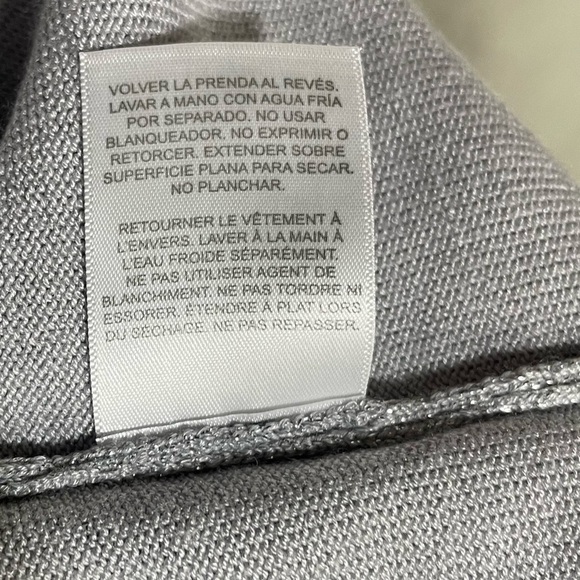 VOLVER LA PRENDA AL REVÉS.
LAVAR A MANO CON AGUA FRÍA
POR SEPARADO. NO USAR
BLANQUEADOR. NO EXPRIMIR O
RETORCER. EXTENDER SOBRE
SUPERFICIE PLANA PARA SECAR.
NO PLANCHAR.
RETOURNER LE VÊTEMENT À
L'ENVERS. LAVER À LA MAIN À
L'EAU FROIDE SÉPARÉMENT.
NE PAS UTILISER AGENT DE
BLANCHIMENT. NE PAS TORDRE NI
ESSORER. ÉTENDRE À PLAT LORS
DU SÉCHAGE. NE PAS REPASSER.